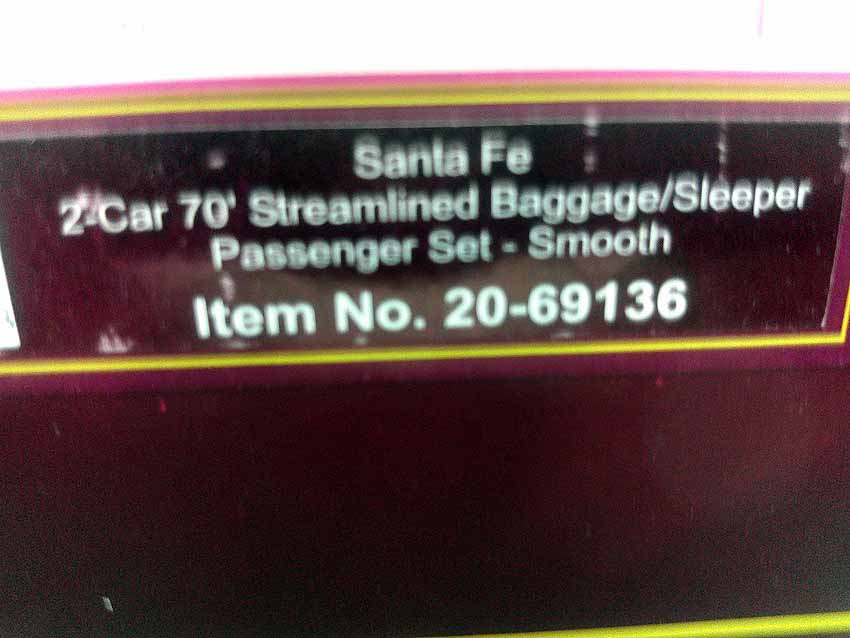 Santa Fe
2-Car 70' Streamlined Baggage/Sleeper
Passenger Set - Smooth
Item No. 20-69136